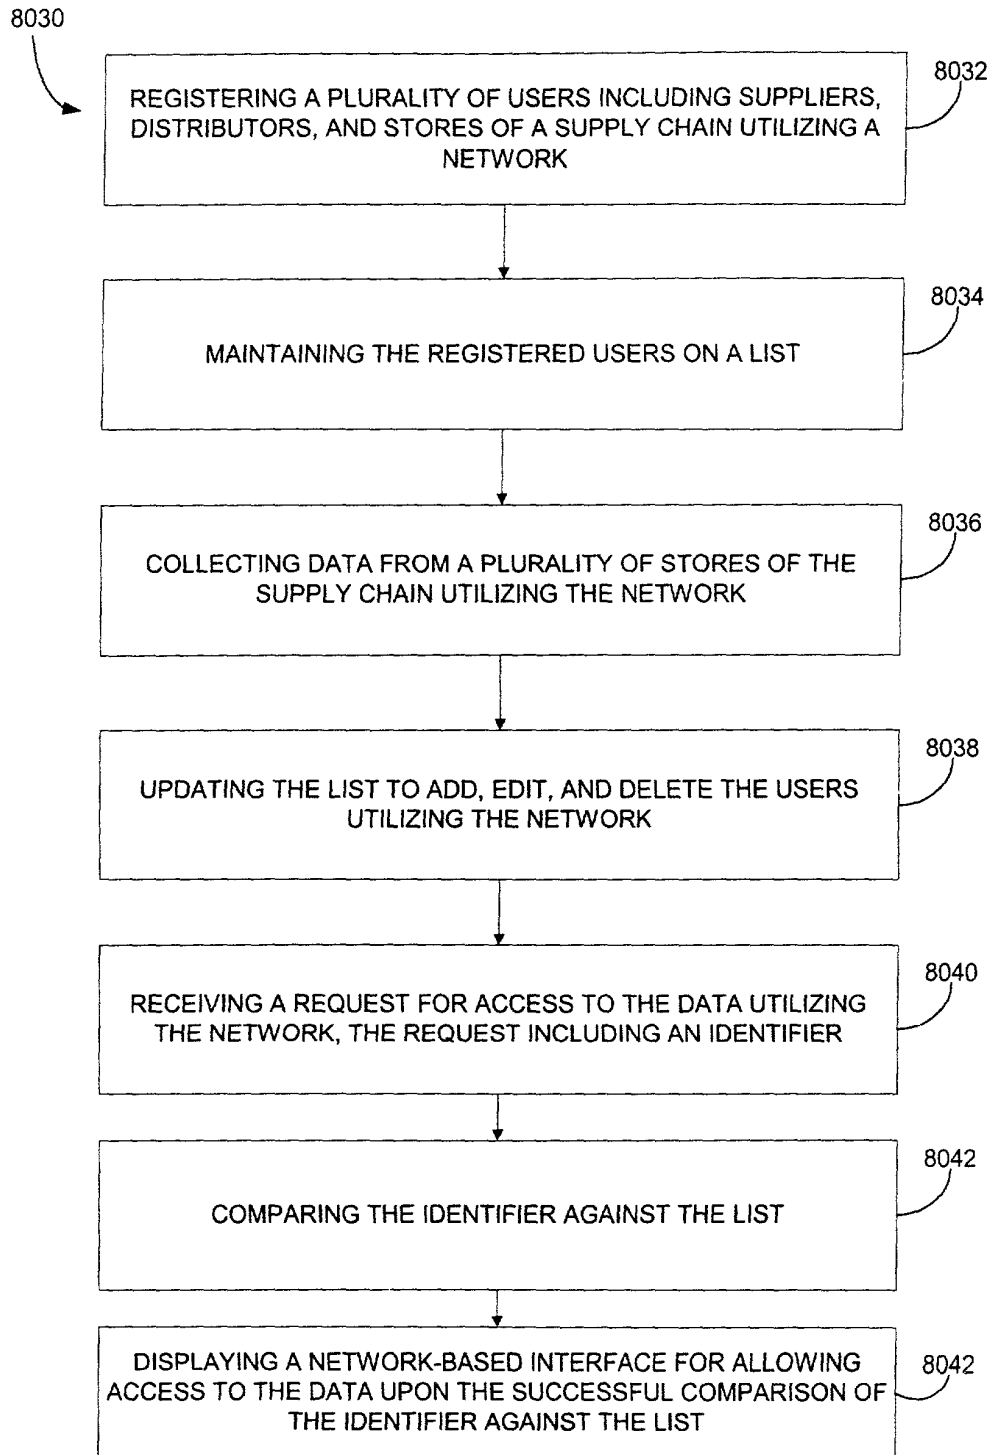 8030
8032
REGISTERING A PLURALITY OF USERS INCLUDING SUPPLIERS,
DISTRIBUTORS, AND STORES OF A SUPPLY CHAIN UTILIZING A
NETWORK
8034
MAINTAINING THE REGISTERED USERS ON A LIST
8036
COLLECTING DATA FROM A PLURALITY OF STORES OF THE
SUPPLY CHAIN UTILIZING THE NETWORK
8038
UPDATING THE LIST TO ADD, EDIT, AND DELETE THE USERS
UTILIZING THE NETWORK
8040
RECEIVING A REQUEST FOR ACCESS TO THE DATA UTILIZING
THE NETWORK, THE REQUEST INCLUDING AN IDENTIFIER
8042
COMPARING THE IDENTIFIER AGAINST THE LIST
8042
DISPLAYING A NETWORK-BASED INTERFACE FOR ALLOWING
ACCESS TO THE DATA UPON THE SUCCESSFUL COMPARISON OF
THE IDENTIFIER AGAINST THE LIST